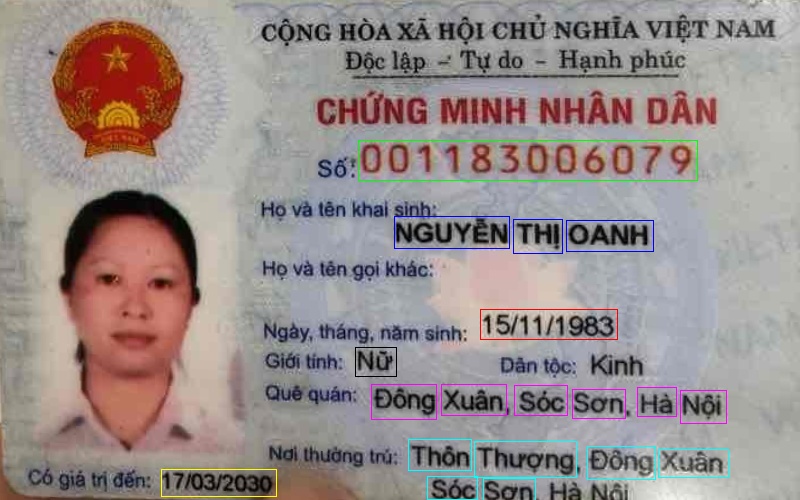 CỘNG HÒA XÃ HỘI CHỦ NGHĨA VIỆT NAM
Độc lập - Tự do - Hạnh phúc
CHỨNG MINH NHÂN DÂN
Số: 001183006079
Họ và tên khai sinh:
NGUYỄN THỊ OANH
Họ và tên gọi khác:
Ngày, tháng, năm sinh: 15/11/1983
Giới tính: Nữ Dân tộc: Kinh
Quê quán: Đông Xuân, Sóc Sơn, Hà Nội
Nơi thường trú: Thôn Thượng, Đông Xuân
Sóc Sơn, Hà Nội
Có giá trị đến: 17/03/2030